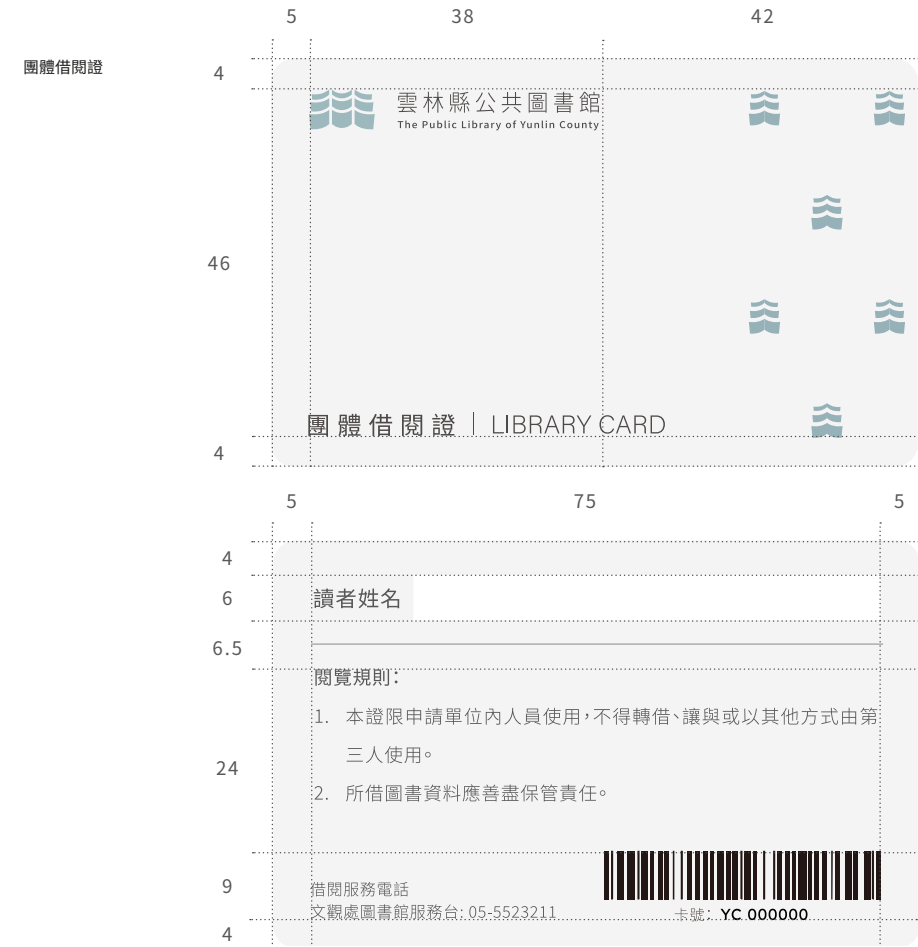 5 38 42
團體借閱證
4
雲林縣公共圖書館
The Public Library of Yunlin County
46
團體借閱證｜LIBRARY CARD
4
5 75 5
4
6
讀者姓名
6.5
閱覽規則：
1. 本證限申請單位內人員使用，不得轉借、讓與或以其他方式由第
三人使用。
24
2. 所借圖書資料應善盡保管責任。
9
借閱服務電話
文觀處圖書館服務台: 05-5523211
卡號： YC 000000
4